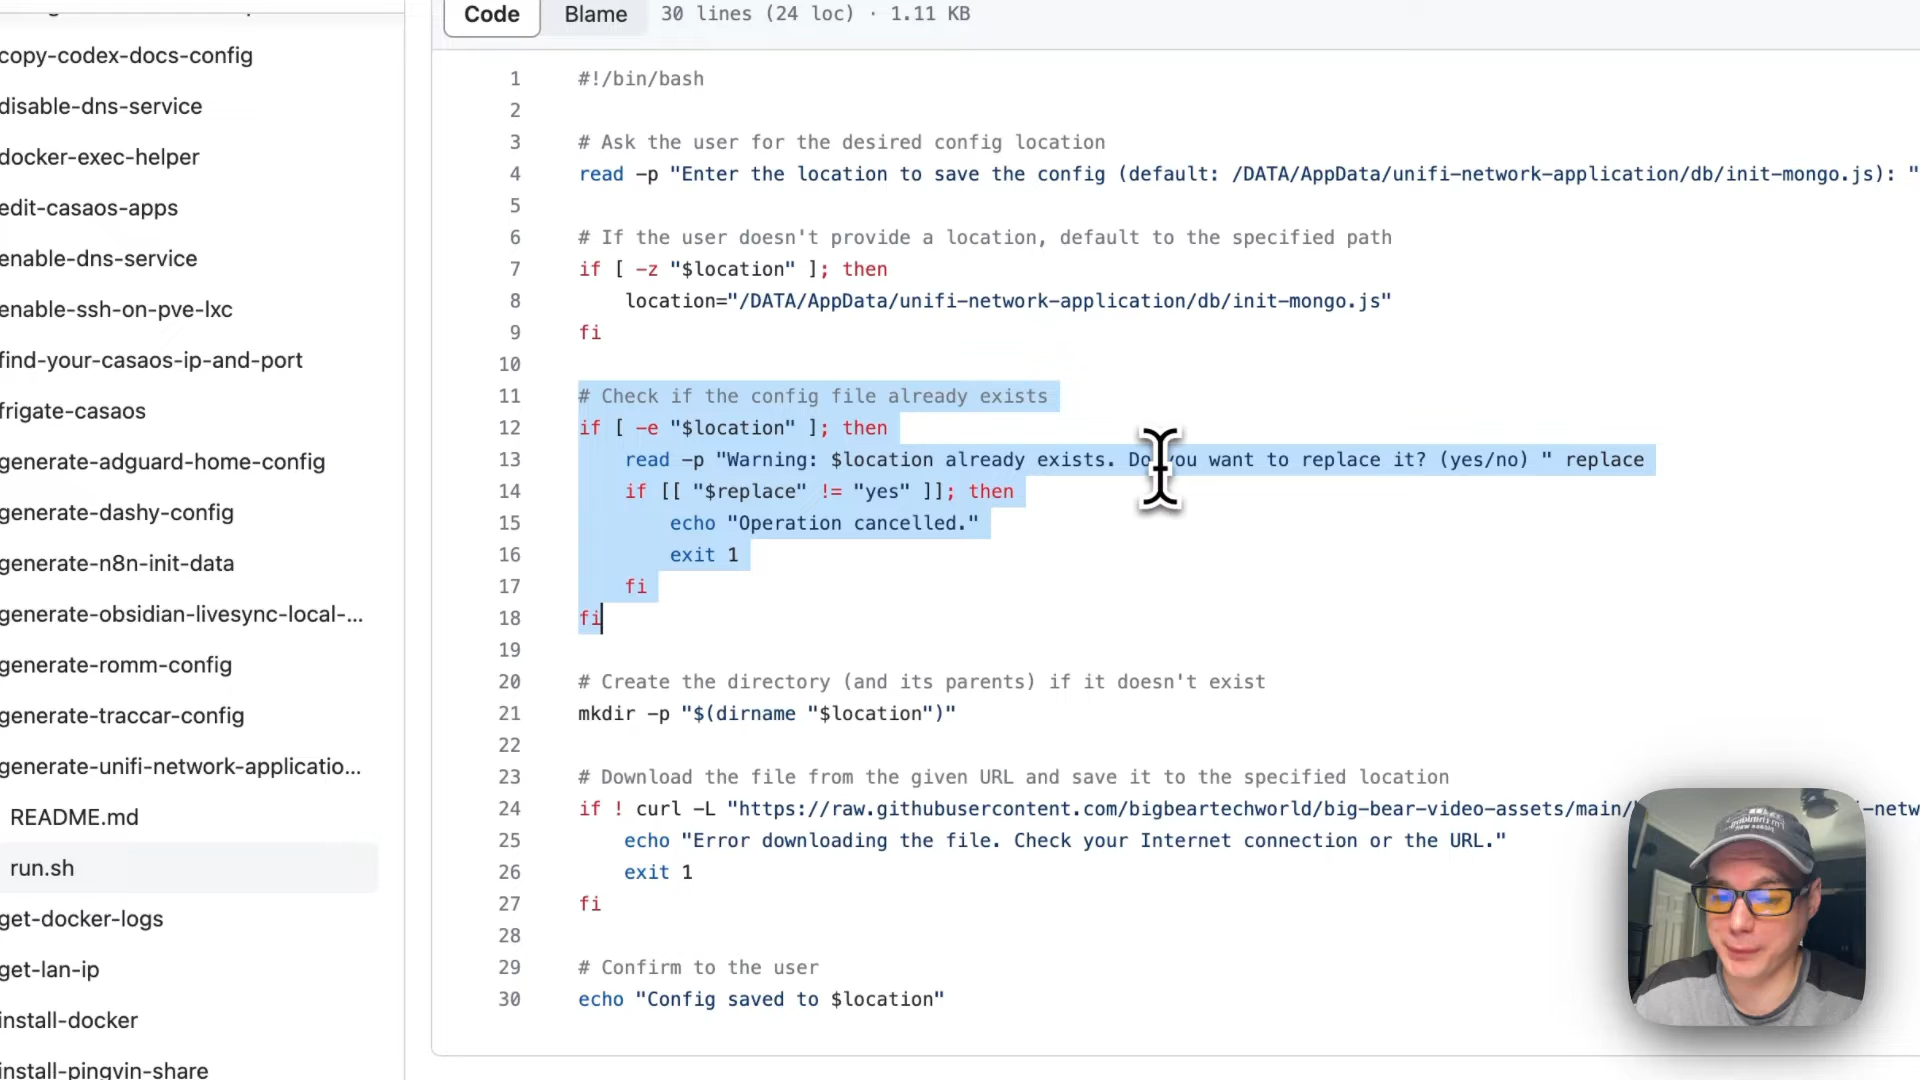 copy-codex-docs-config
disable-dns-service
docker-exec-helper
edit-casaos-apps
enable-dns-service
enable-ssh-on-pve-lxc
find-your-casaos-ip-and-port
frigate-casaos
generate-adguard-home-config
generate-dashy-config
generate-n8n-init-data
generate-obsidian-livesync-local-...
generate-romm-config
generate-traccar-config
generate-unifi-network-applicatio...
README.md
run.sh
get-docker-logs
get-lan-ip
install-docker
install-pingvin-share
Code Blame 30 lines (24 loc) · 1.11 KB
1 #!/bin/bash
2
3 # Ask the user for the desired config location
4 read -p "Enter the location to save the config (default: /DATA/AppData/unifi-network-application/db/init-mongo.js): "
5
6 # If the user doesn't provide a location, default to the specified path
7 if [ -z "$location" ]; then
8 location="/DATA/AppData/unifi-network-application/db/init-mongo.js"
9 fi
10
11 # Check if the config file already exists
12 if [ -e "$location" ]; then
13 read -p "Warning: $location already exists. Do you want to replace it? (yes/no) " replace
14 if [[ "$replace" != "yes" ]]; then
15 echo "Operation cancelled."
16 exit 1
17 fi
18 fi
19
20 # Create the directory (and its parents) if it doesn't exist
21 mkdir -p "$(dirname "$location")"
22
23 # Download the file from the given URL and save it to the specified location
24 if ! curl -L "https://raw.githubusercontent.com/bigbeartechworld/big-bear-video-assets/main/ -netw
25 echo "Error downloading the file. Check your Internet connection or the URL."
26 exit 1
27 fi
28
29 # Confirm to the user
30 echo "Config saved to $location"